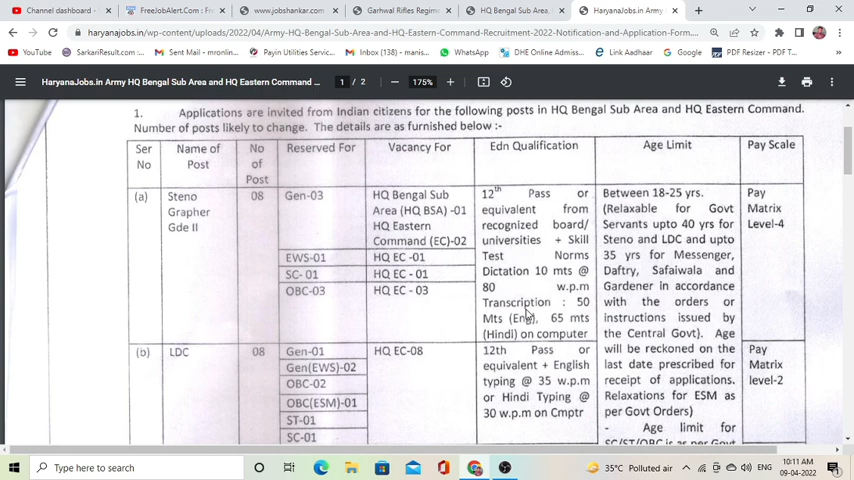 Channel dashboard
FreeJobAlert.Com : Fr
www.jobshankar.com
Garhwal Rifles Regime
HQ Bengal Sub Area,
HaryanaJobs.in Army
haryanajobs.in/wp-content/uploads/2022/04/Army-HQ-Bengal-Sub-Area-and-HQ-Eastern-Command-Recruitment-2022-Notification-and-Application-Form....
YouTube
SarkariResult.com :...
Sent Mail - mronlin...
Payin Utilities Servic...
Inbox (138) - manis...
WhatsApp
DHE Online Admiss...
Link Aadhaar
Google
PDF Resizer | PDF T...
HaryanaJobs.in Army HQ Bengal Sub Area and HQ Eastern Command ...
1 / 2
175%
1. Applications are invited from Indian citizens for the following posts in HQ Bengal Sub Area and HQ Eastern Command.
Number of posts likely to change. The details are as furnished below :-
Ser No
Name of Post
No of Post
Reserved For
Vacancy For
Edn Qualification
Age Limit
Pay Scale
(a)
Steno
Grapher
Gde II
08
Gen-03
HQ Bengal Sub
Area (HQ BSA) -01
HQ Eastern
Command (EC)-02
EWS-01
HQ EC -01
SC- 01
HQ EC - 01
OBC-03
HQ EC - 03
12th Pass or
equivalent from
recognized board/
universities + Skill
Test Norms
Dictation 10 mts @
80 w.p.m
Transcription : 50
Mts (Eng), 65 mts
(Hindi) on computer
Between 18-25 yrs.
(Relaxable for Govt
Servants upto 40 yrs for
Steno and LDC and upto
35 yrs for Messenger,
Daftry, Safaiwala and
Gardener in accordance
with the orders or
instructions issued by
the Central Govt). Age
will be reckoned on the
last date prescribed for
receipt of applications.
Relaxations for ESM as
per Govt Orders)
- Age limit for
SC/ST/OBC is as per Govt
Pay
Matrix
Level-4
(b)
LDC
08
Gen-01
HQ EC-08
Gen(EWS)-02
OBC-02
OBC(ESM)-01
ST-01
SC-01
12th Pass or
equivalent + English
typing @ 35 w.p.m
or Hindi Typing @
30 w.p.m on Cmptr
Pay
Matrix
level-2
Type here to search
35°C Polluted air
ENG
10:11 AM
09-04-2022